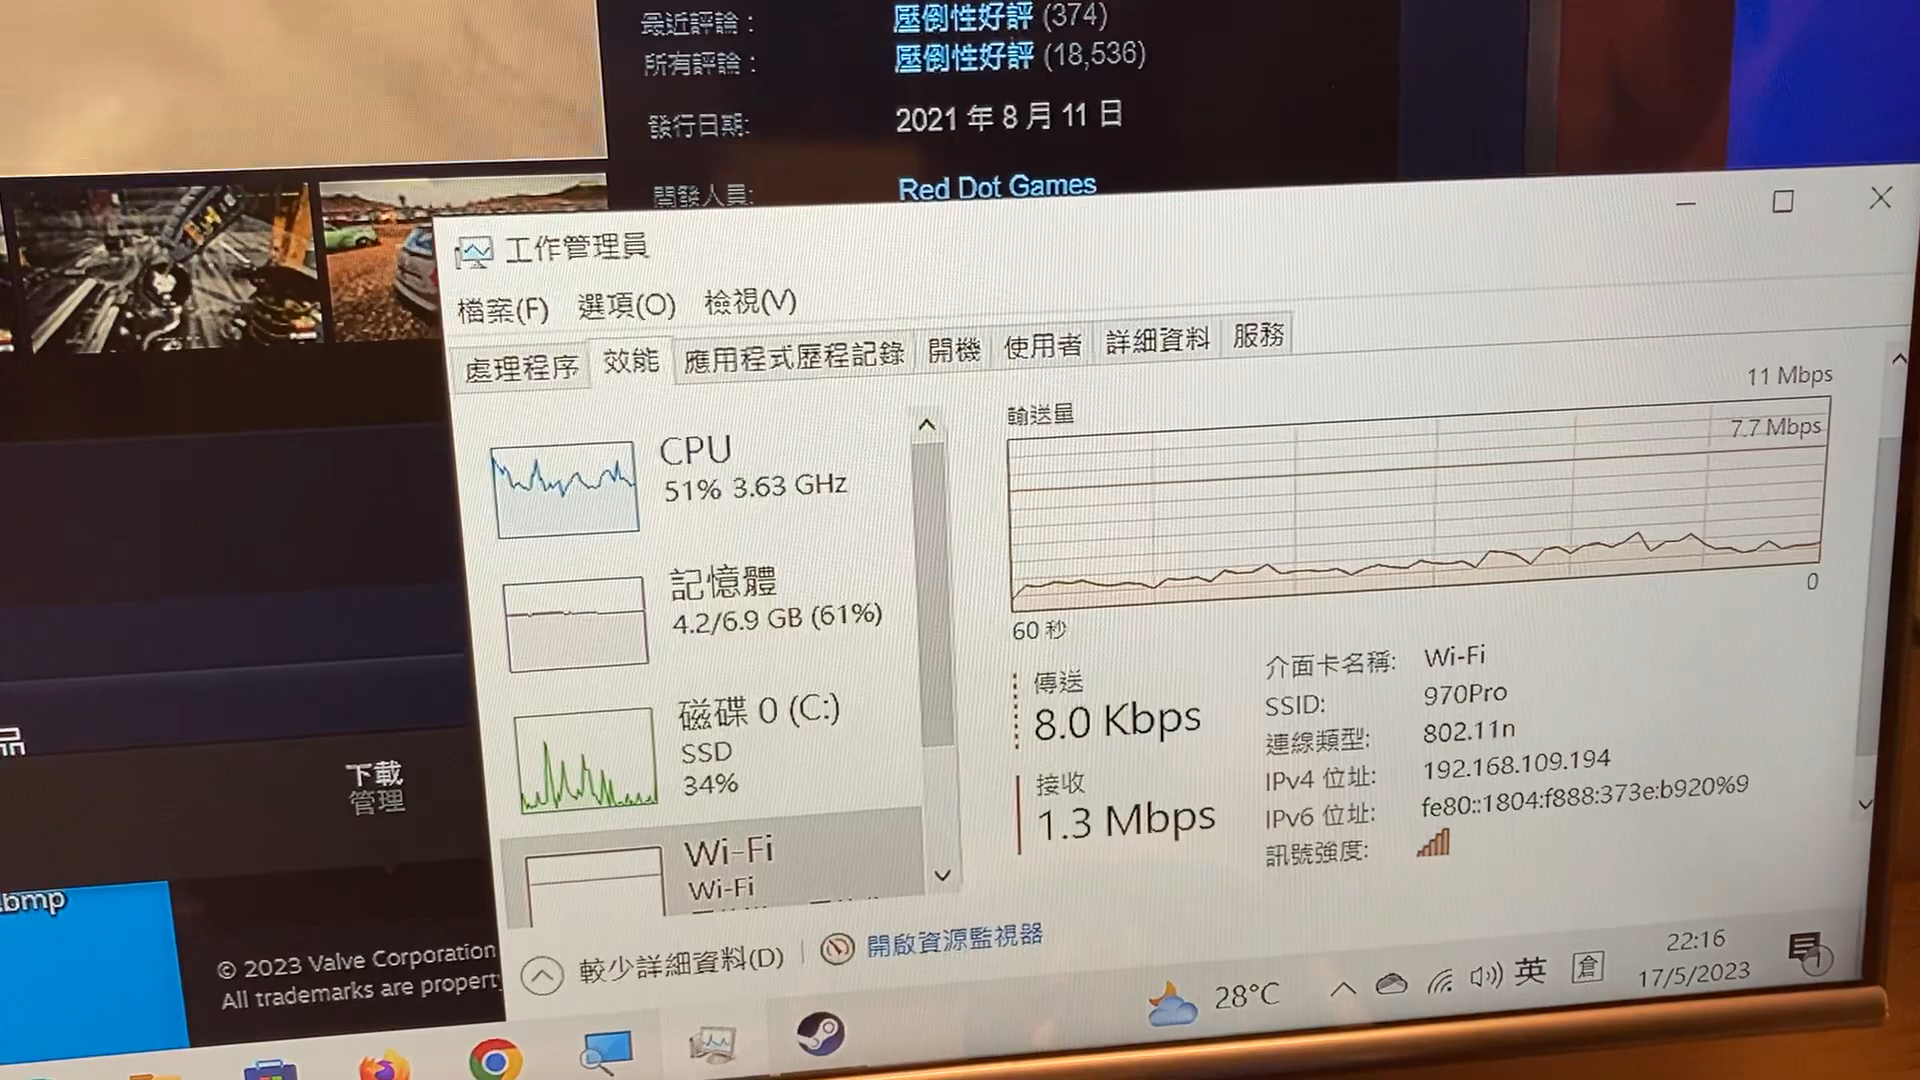 最近評論：
壓倒性好評 (374)
所有評論：
壓倒性好評 (18,536)
發行日期:
2021 年 8 月 11 日
開發人員:
Red Dot Games
工作管理員
檔案(F) 選項(O) 檢視(V)
處理程序 效能 應用程式歷程記錄 開機 使用者 詳細資料 服務
CPU
51% 3.63 GHz
記憶體
4.2/6.9 GB (61%)
磁碟 0 (C:)
SSD
34%
Wi-Fi
Wi-Fi
輸送量
11 Mbps
7.7 Mbps
60 秒
0
傳送
8.0 Kbps
接收
1.3 Mbps
介面卡名稱: Wi-Fi
SSID: 970Pro
連線類型: 802.11n
IPv4 位址: 192.168.109.194
IPv6 位址: fe80::1804:f888:373e:b920%9
訊號強度:
較少詳細資料(D)
開啟資源監視器
品
下載
管理
.bmp
© 2023 Valve Corporation
All trademarks are property
28°C
英
倉
22:16
17/5/2023
1